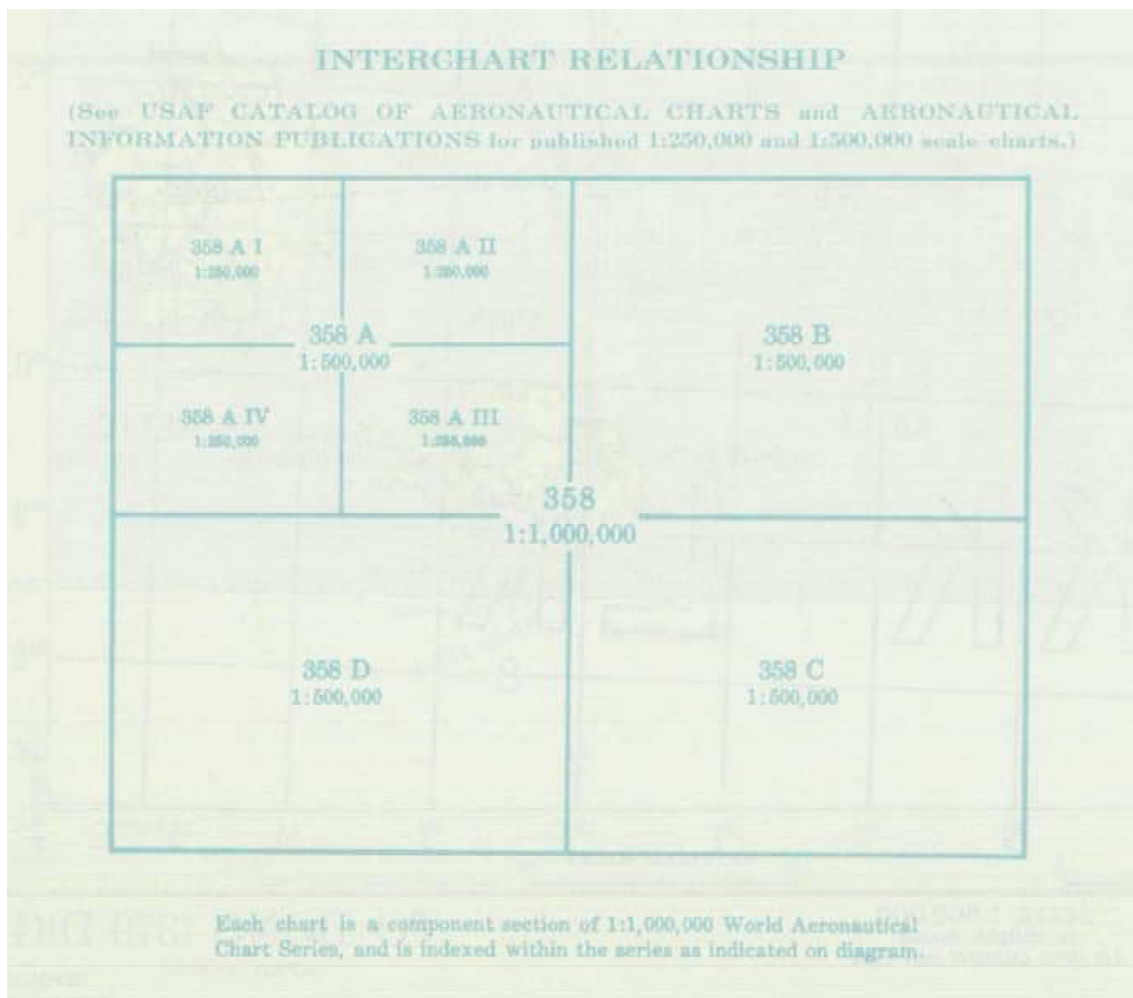 INTERCHART RELATIONSHIP
(See USAF CATALOG OF AERONAUTICAL CHARTS and AERONAUTICAL
INFORMATION PUBLICATIONS for published 1:250,000 and 1:500,000 scale charts.)
358 A I
1:250,000
358 A II
1:250,000
358 A
1:500,000
358 B
1:500,000
358 A IV
1:250,000
358 A III
1:250,000
358
1:1,000,000
358 D
1:500,000
358 C
1:500,000
Each chart is a component section of 1:1,000,000 World Aeronautical
Chart Series, and is indexed within the series as indicated on diagram.